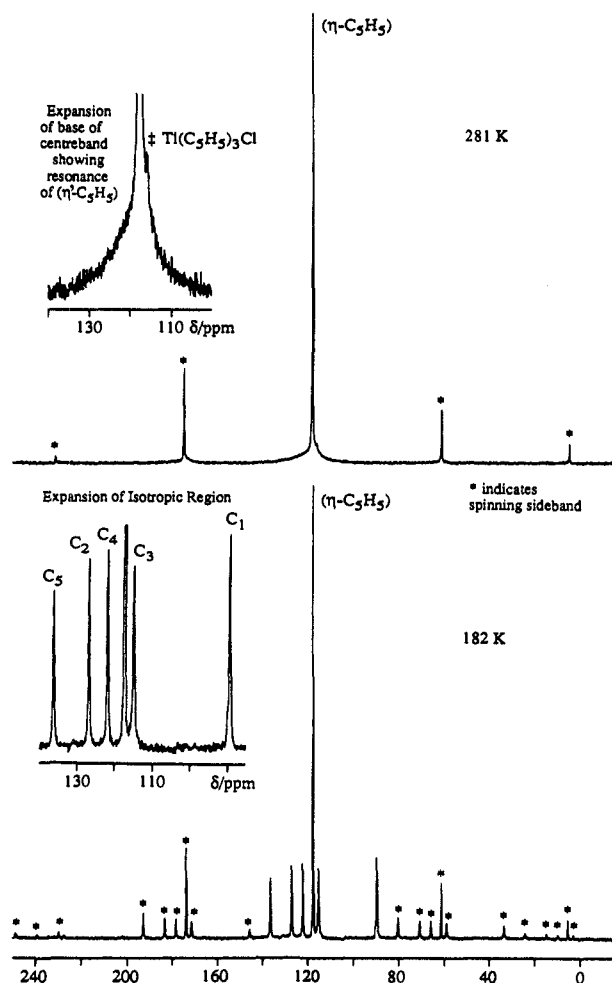 (η-C₅H₅)
Expansion
of base of
centreband
showing
resonance
of (η¹-C₅H₅)
‡ Ti(C₅H₅)₃Cl
281 K
130 110 δ/ppm
* * * *
Expansion of Isotropic Region
(η-C₅H₅)
* indicates
spinning sideband
C₅ C₂ C₄ C₃ C₁
182 K
130 110 δ/ppm
* * * * * * * * * * * * * * * * * * *
240 200 160 120 80 40 0